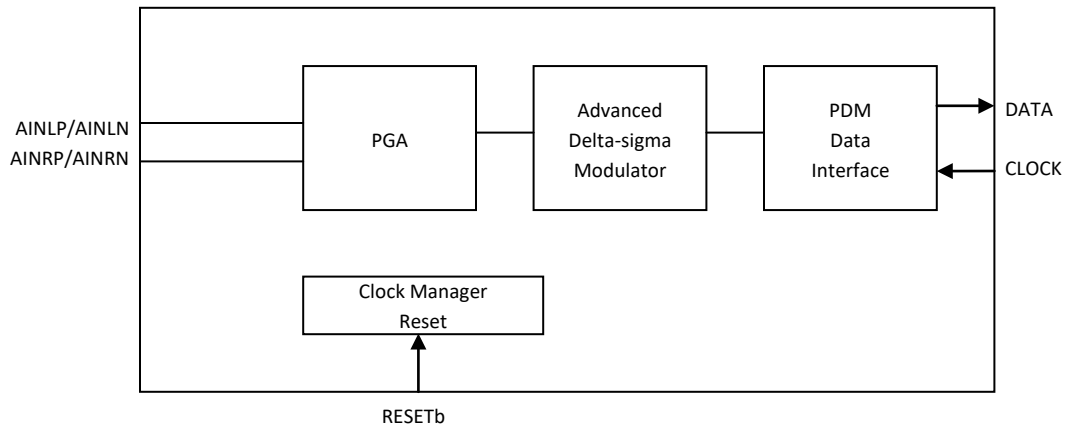 AINLP/AINLN
AINRP/AINRN
PGA
Advanced
Delta-sigma
Modulator
PDM
Data
Interface
DATA
CLOCK
Clock Manager
Reset
RESETb